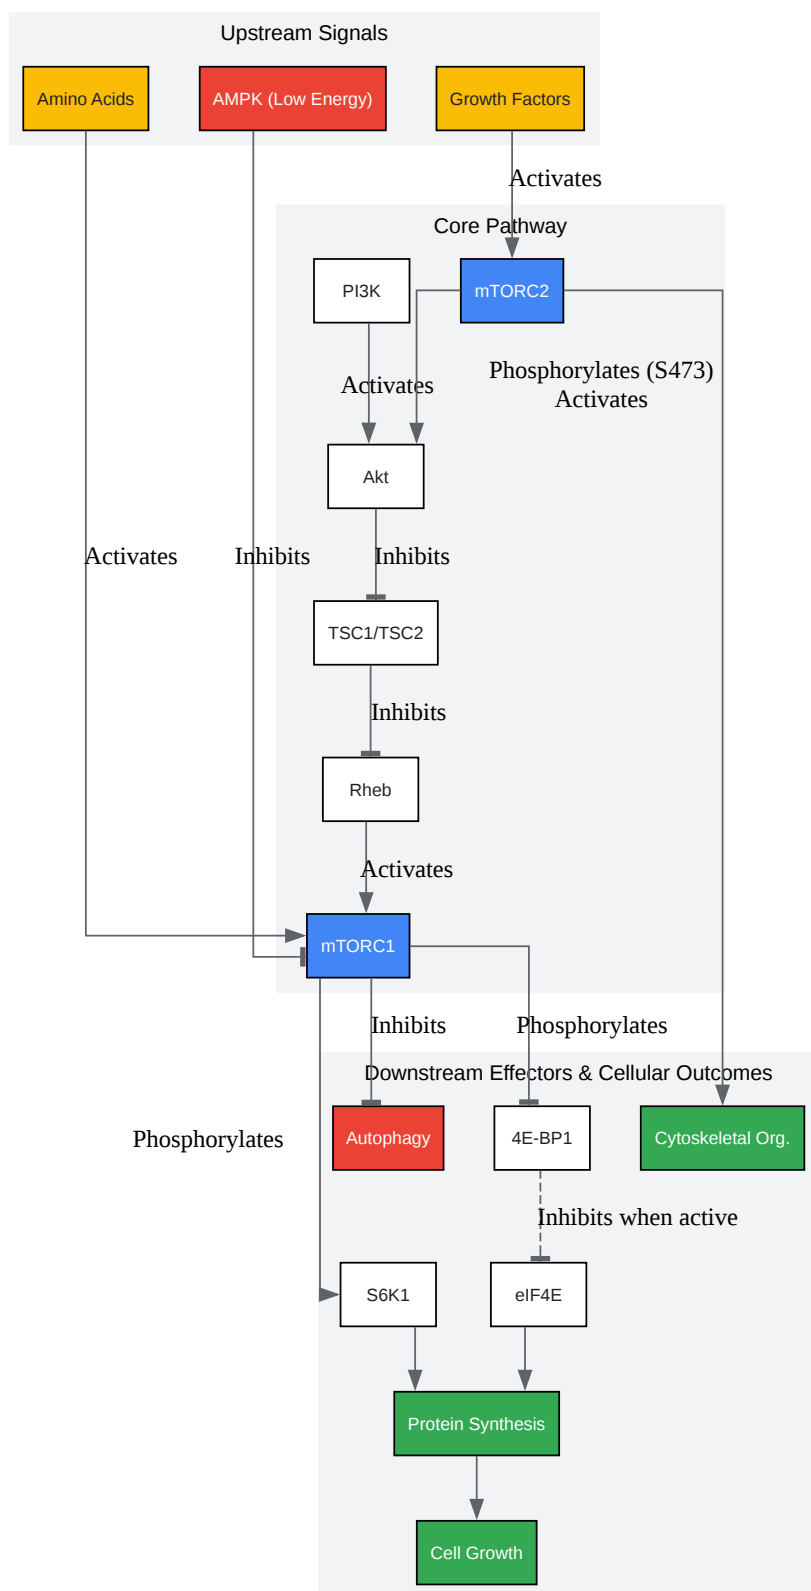 Upstream Signals
Amino Acids
AMPK (Low Energy)
Growth Factors
Activates
Core Pathway
PI3K
mTORC2
Activates
Phosphorylates (S473)
Activates
Akt
Activates
Inhibits
Inhibits
TSC1/TSC2
Inhibits
Rheb
Activates
mTORC1
Inhibits
Phosphorylates
Downstream Effectors & Cellular Outcomes
Phosphorylates
Autophagy
4E-BP1
Cytoskeletal Org.
Inhibits when active
S6K1
eIF4E
Protein Synthesis
Cell Growth